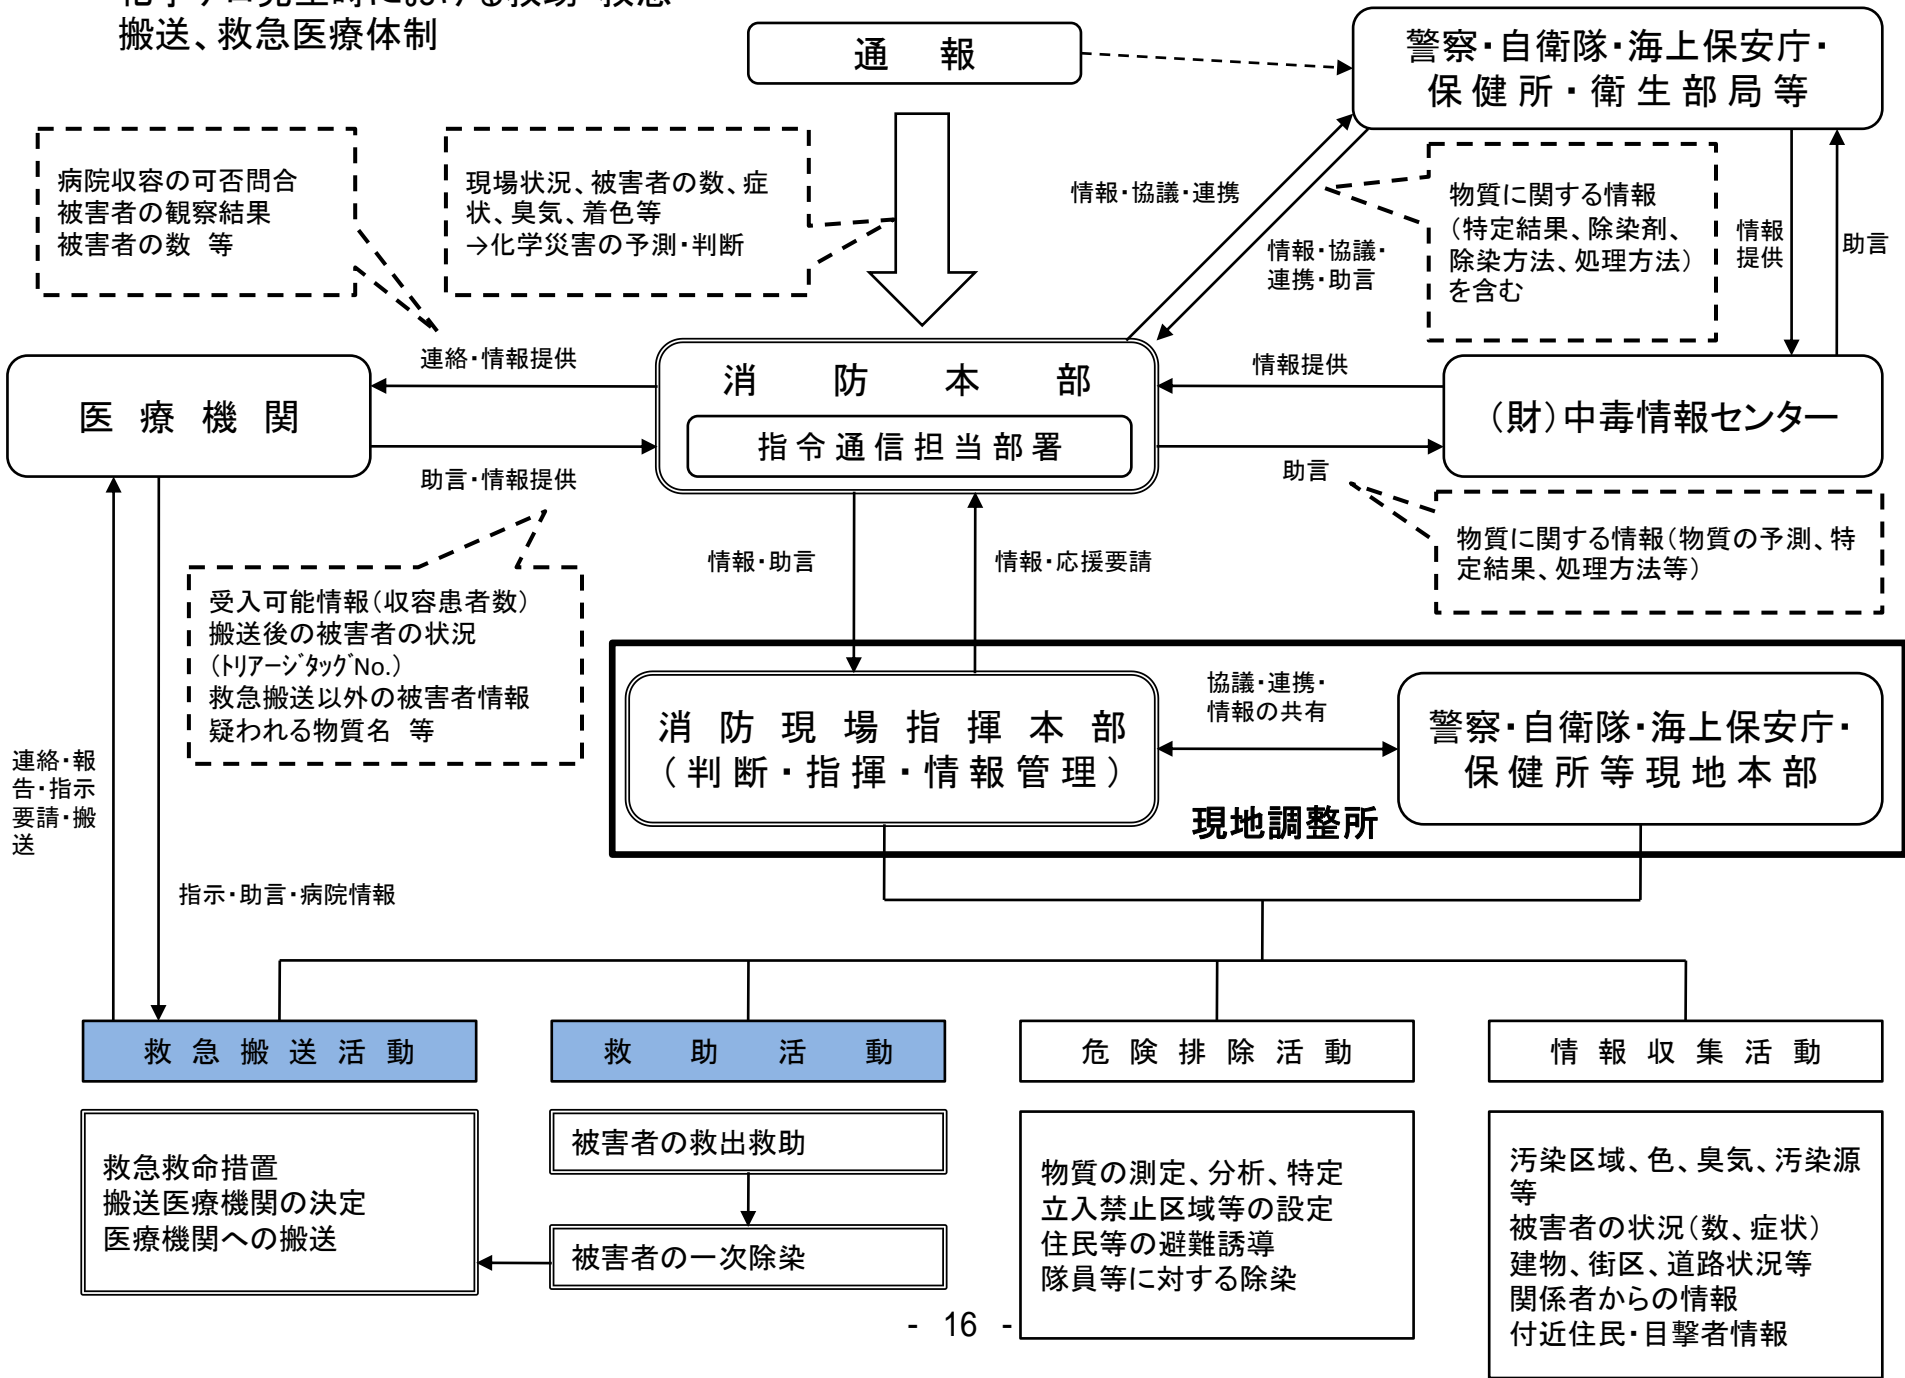 搬送、救急医療体制
通　報
警察・自衛隊・海上保安庁・
保健所・衛生部局等
病院収容の可否問合
被害者の観察結果
被害者の数　等
現場状況、被害者の数、症
状、臭気、着色等
→化学災害の予測・判断
情報・協議・連携
情報・協議・
連携・助言
物質に関する情報
（特定結果、除染剤、
除染方法、処理方法）
を含む
情報
提供
助言
連絡・情報提供
消　防　本　部
指令通信担当部署
情報提供
医療機関
（財）中毒情報センター
助言・情報提供
助言
物質に関する情報（物質の予測、特
定結果、処理方法等）
情報・助言
情報・応援要請
受入可能情報（収容患者数）
搬送後の被害者の状況
（ﾄﾘｱｰｼﾞﾀｯｸﾞNo.）
救急搬送以外の被害者情報
疑われる物質名　等
消防現場指揮本部
（判断・指揮・情報管理）
協議・連携・
情報の共有
警察・自衛隊・海上保安庁・
保健所等現地本部
現地調整所
連絡・報
告・指示
要請・搬
送
指示・助言・病院情報
救急搬送活動
救助活動
危険排除活動
情報収集活動
救急救命措置
搬送医療機関の決定
医療機関への搬送
被害者の救出救助
被害者の一次除染
物質の測定、分析、特定
立入禁止区域等の設定
住民等の避難誘導
隊員等に対する除染
汚染区域、色、臭気、汚染源
等
被害者の状況（数、症状）
建物、街区、道路状況等
関係者からの情報
付近住民・目撃者情報
- 16 -